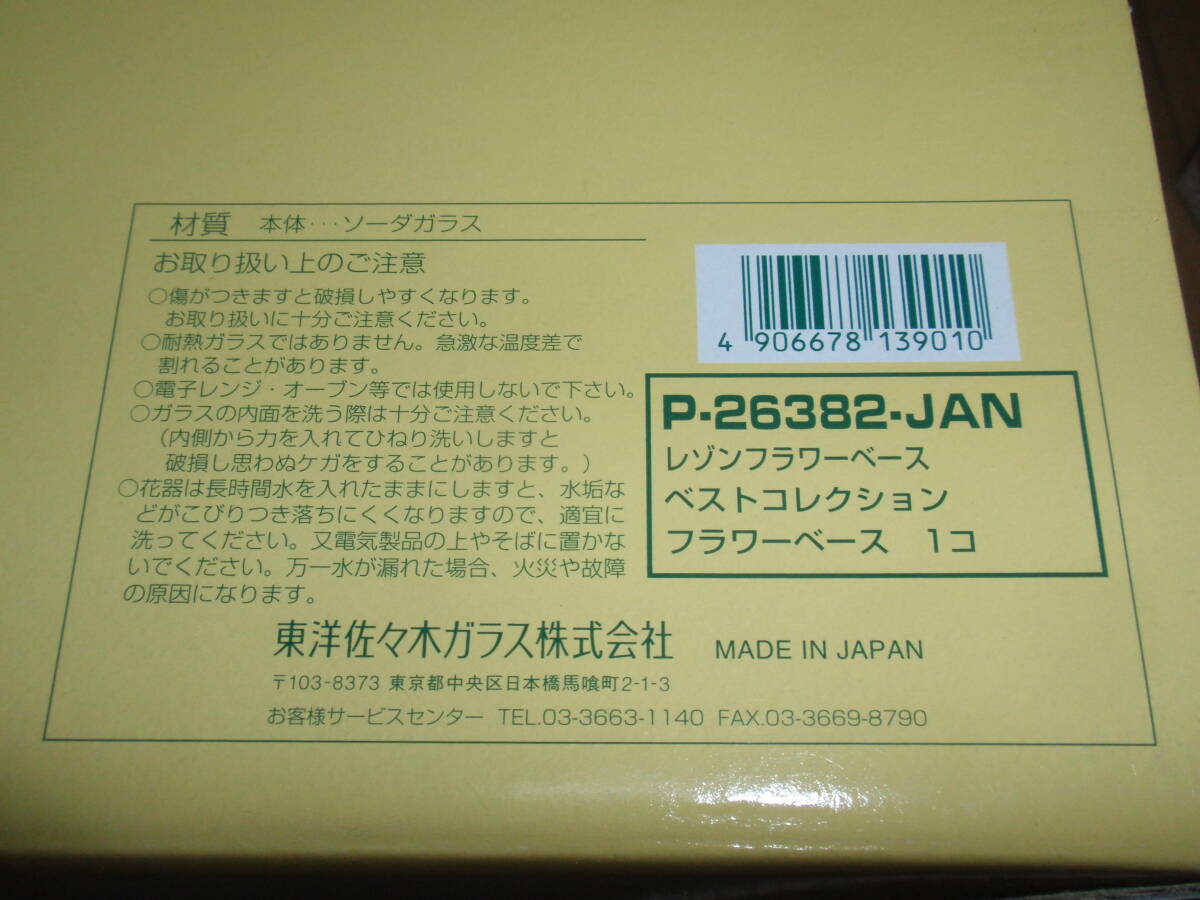 材質 本体･･･ソーダガラス
お取り扱い上のご注意
○傷がつきますと破損しやすくなります。
お取り扱いに十分ご注意ください。
○耐熱ガラスではありません。急激な温度差で
割れることがあります。
○電子レンジ・オーブン等では使用しないで下さい。
○ガラスの内面を洗う際は十分ご注意ください。
（内側から力を入れてひねり洗いしますと
破損し思わぬケガをすることがあります。）
○花器は長時間水を入れたままにしますと、水垢な
どがこびりつき落ちにくくなりますので、適宜に
洗ってください。又電気製品の上やそばに置かな
いでください。万一水が漏れた場合、火災や故障
の原因になります。
4 906678 139010
P-26382-JAN
レゾンフラワーベース
ベストコレクション
フラワーベース 1コ
東洋佐々木ガラス株式会社 MADE IN JAPAN
〒103-8373 東京都中央区日本橋馬喰町2-1-3
お客様サービスセンター TEL.03-3663-1140 FAX.03-3669-8790